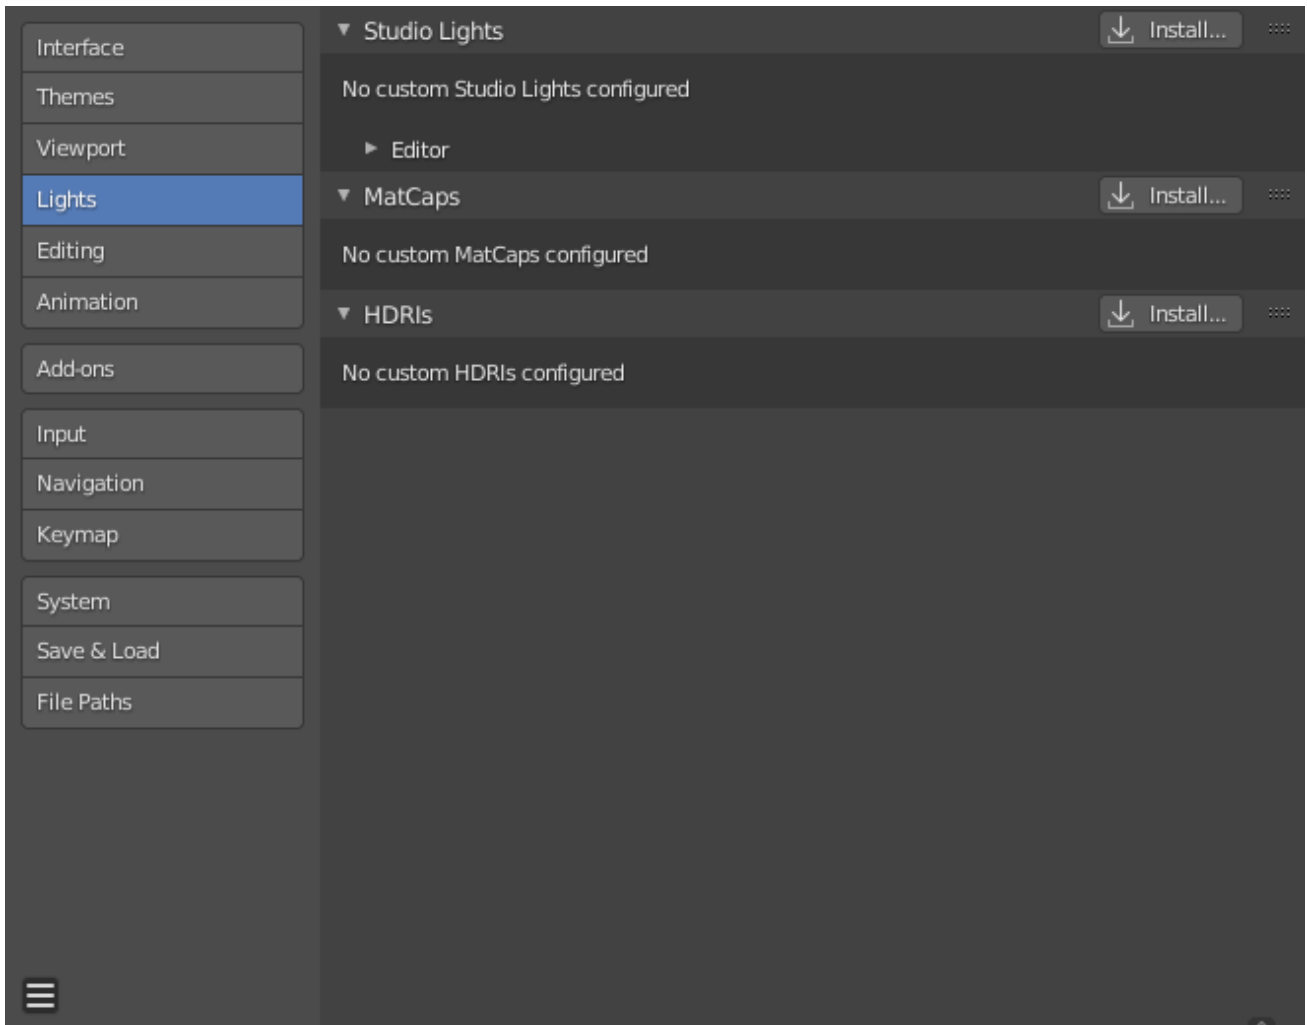 Interface
Themes
Viewport
Lights
Editing
Animation
Add-ons
Input
Navigation
Keymap
System
Save & Load
File Paths
Studio Lights
Install...
No custom Studio Lights configured
Editor
MatCaps
Install...
No custom MatCaps configured
HDRIs
Install...
No custom HDRIs configured